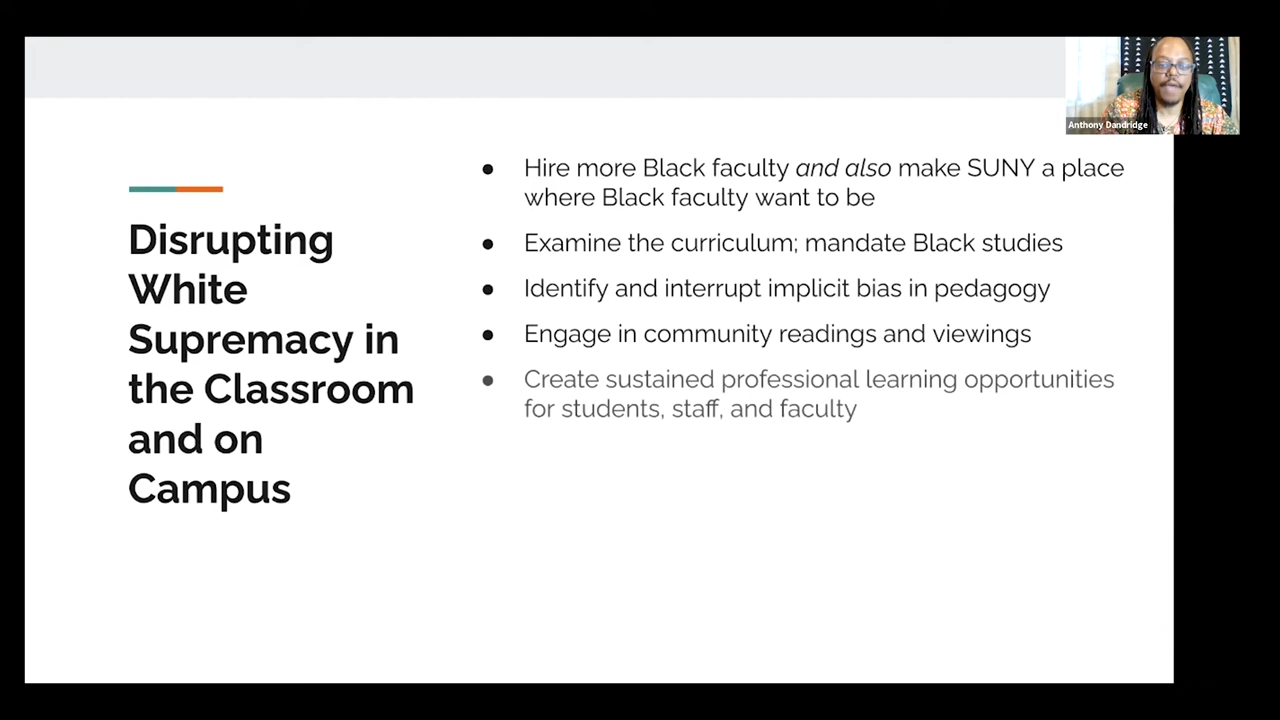 Anthony Dandridge
Disrupting
White
Supremacy in
the Classroom
and on
Campus
● Hire more Black faculty and also make SUNY a place
where Black faculty want to be
● Examine the curriculum; mandate Black studies
● Identify and interrupt implicit bias in pedagogy
● Engage in community readings and viewings
● Create sustained professional learning opportunities
for students, staff, and faculty